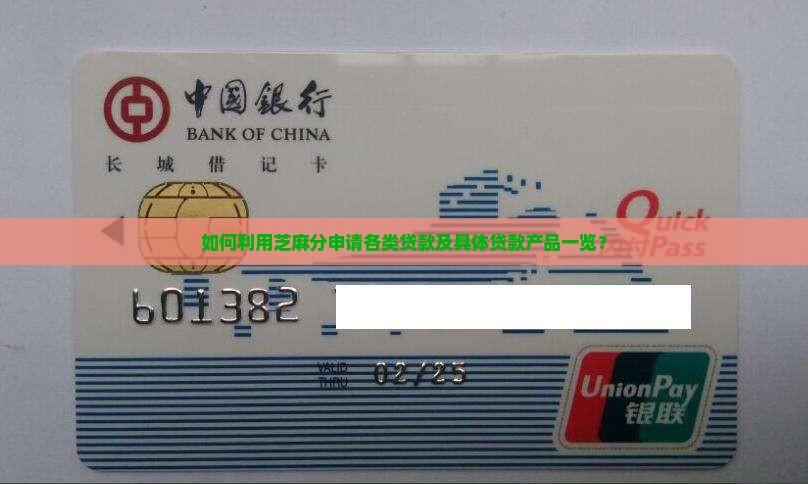 中国銀行
BANK OF CHINA
长城借记卡
Quick
Pass
如何利用芝麻分申请各类贷款及具体贷款产品一览？
601382
VALID
THRU
02/25
UnionPay
银联